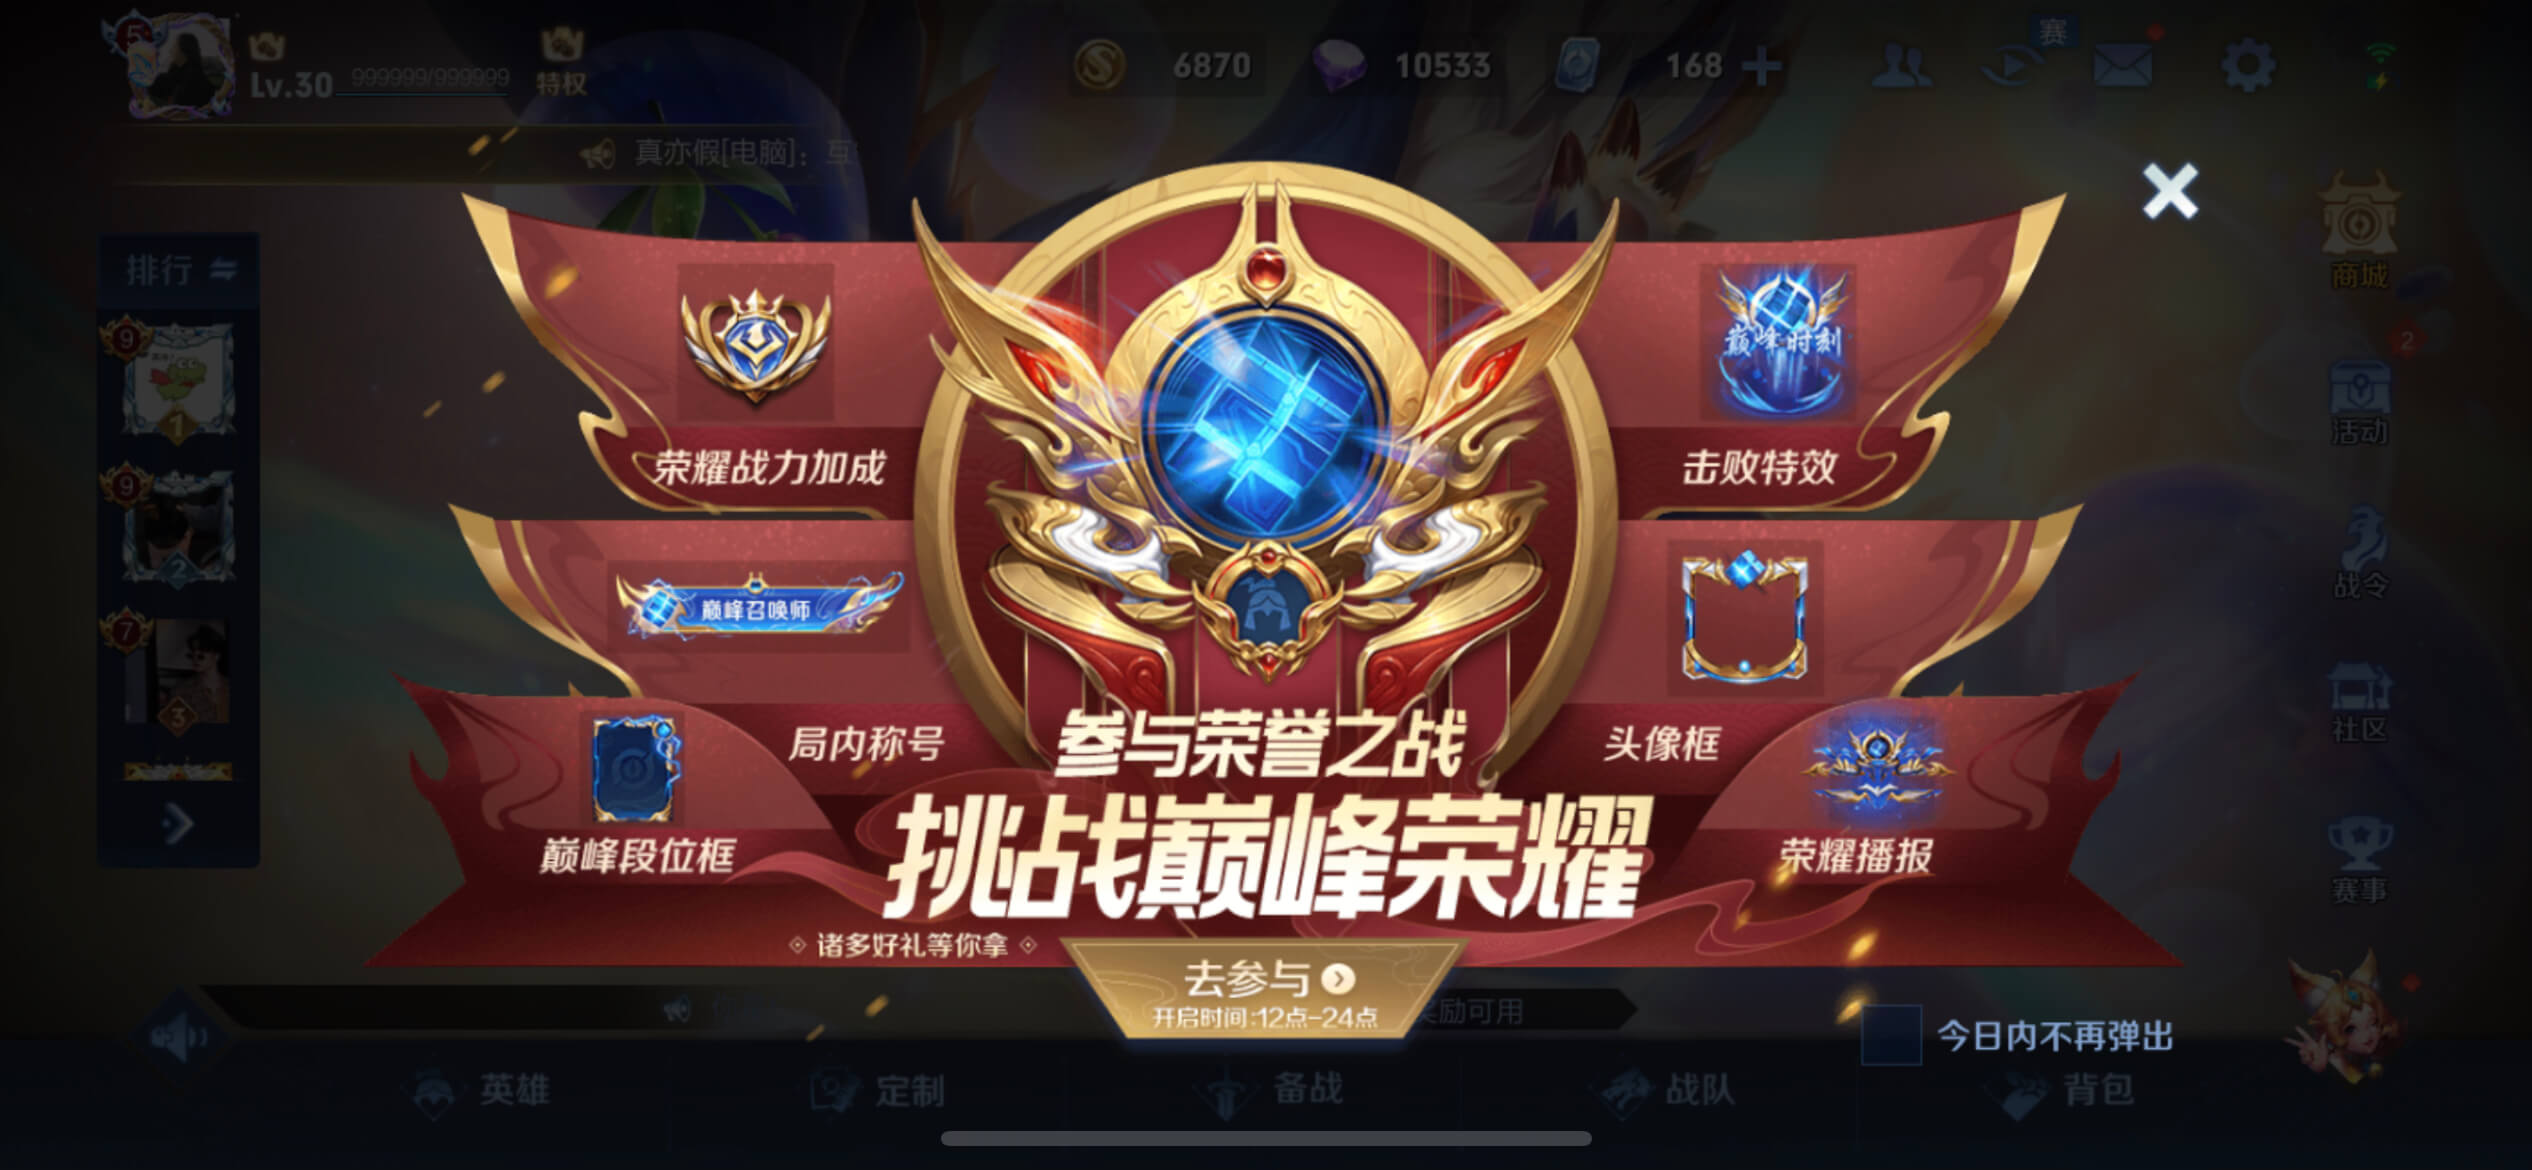 5
Lv.30 999999/999999
特权
6870
10533
168
赛
真亦假[电脑]：互
排行
9
1
9
2
7
3
商城
2
活动
战令
社区
赛事
荣耀战力加成
巅峰时刻
击败特效
巅峰召唤师
局内称号
头像框
巅峰段位框
荣耀播报
参与荣誉之战
挑战巅峰荣耀
诸多好礼等你拿
去参与
开启时间:12点-24点
励可用
今日内不再弹出
英雄
定制
备战
战队
背包